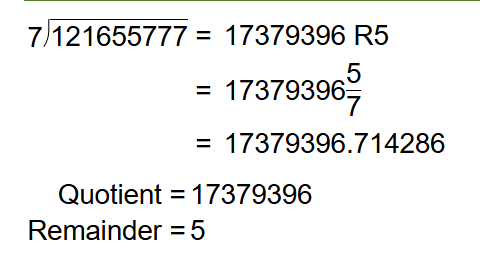 7)121655777 = 17379396 R5
= 17379396 5/7
= 17379396.714286
Quotient = 17379396
Remainder = 5